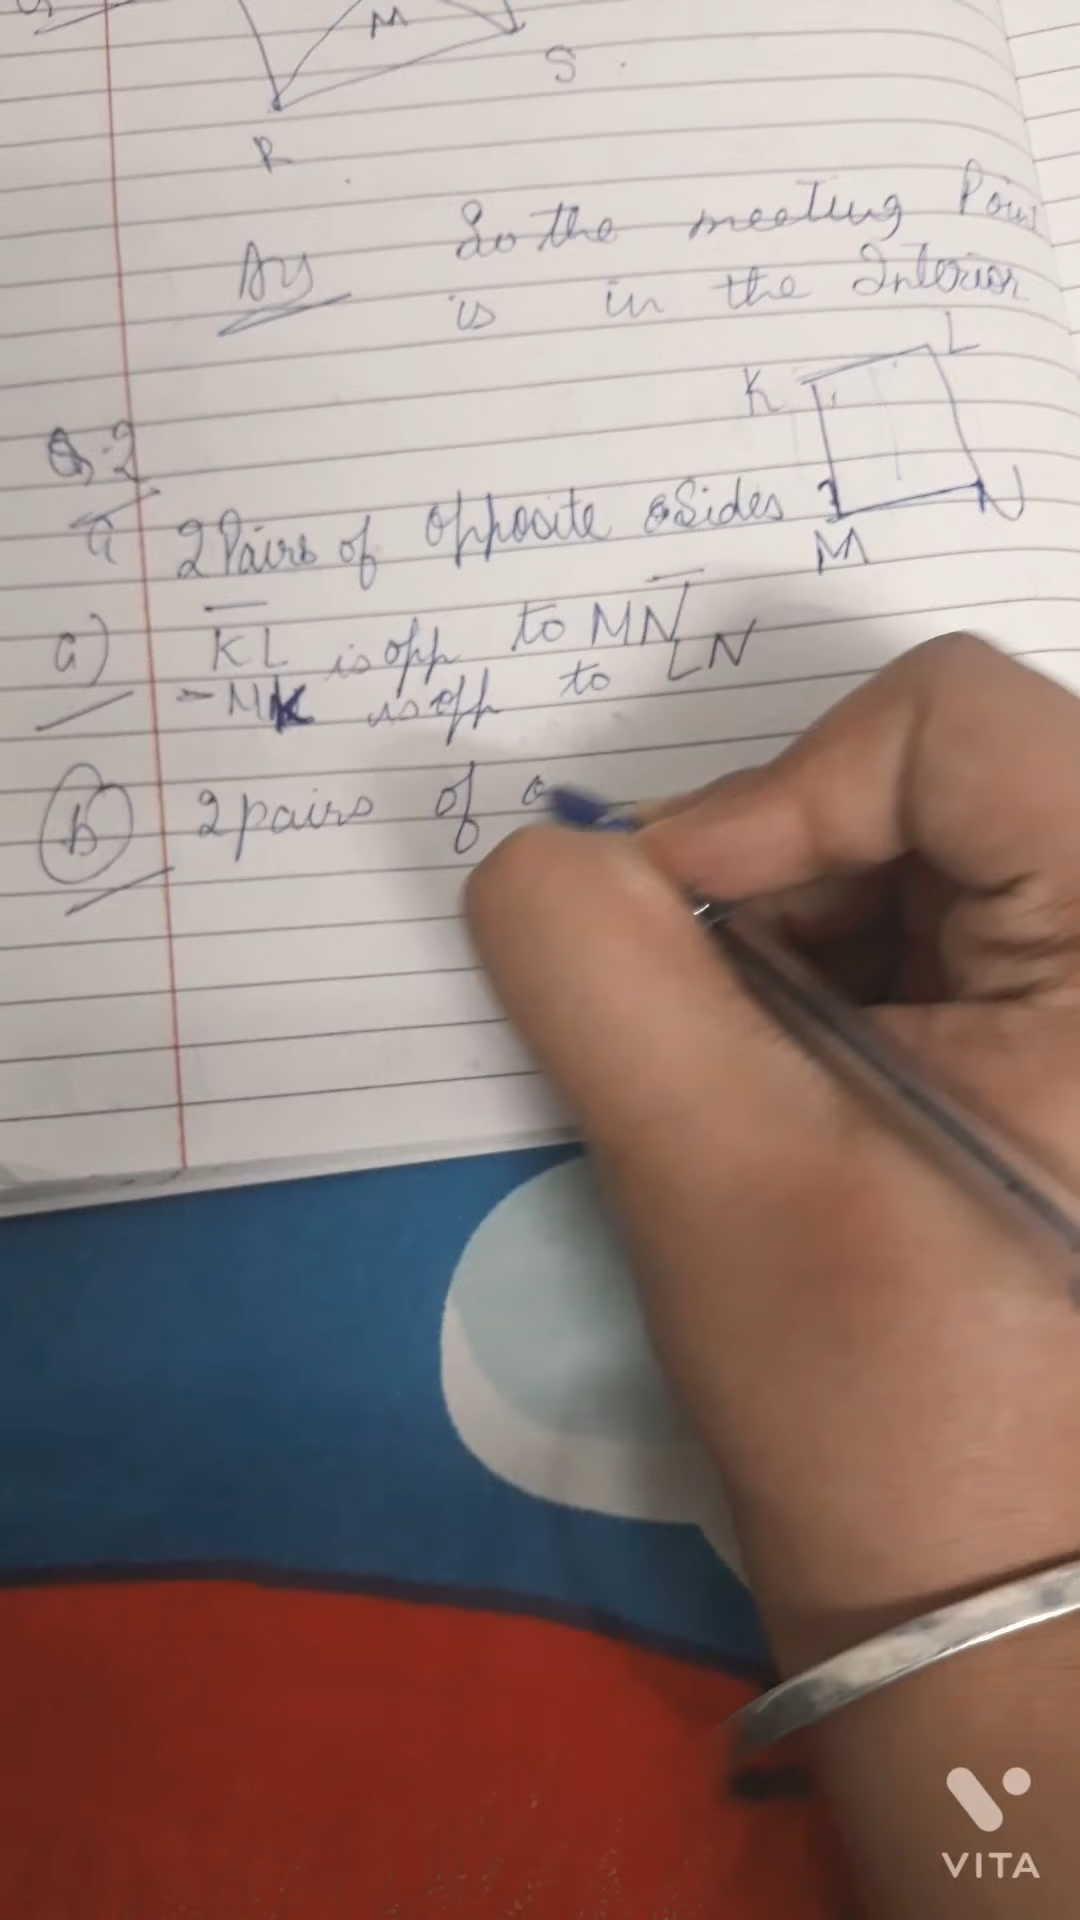 M
S
R
Ans So the meeting Point
is in the Interior
K L
Q.2
2 Pairs of opposite Sides
M N
a) KL is opp to MN
- MK is opp to LN
b 2 pairs of o
VITA